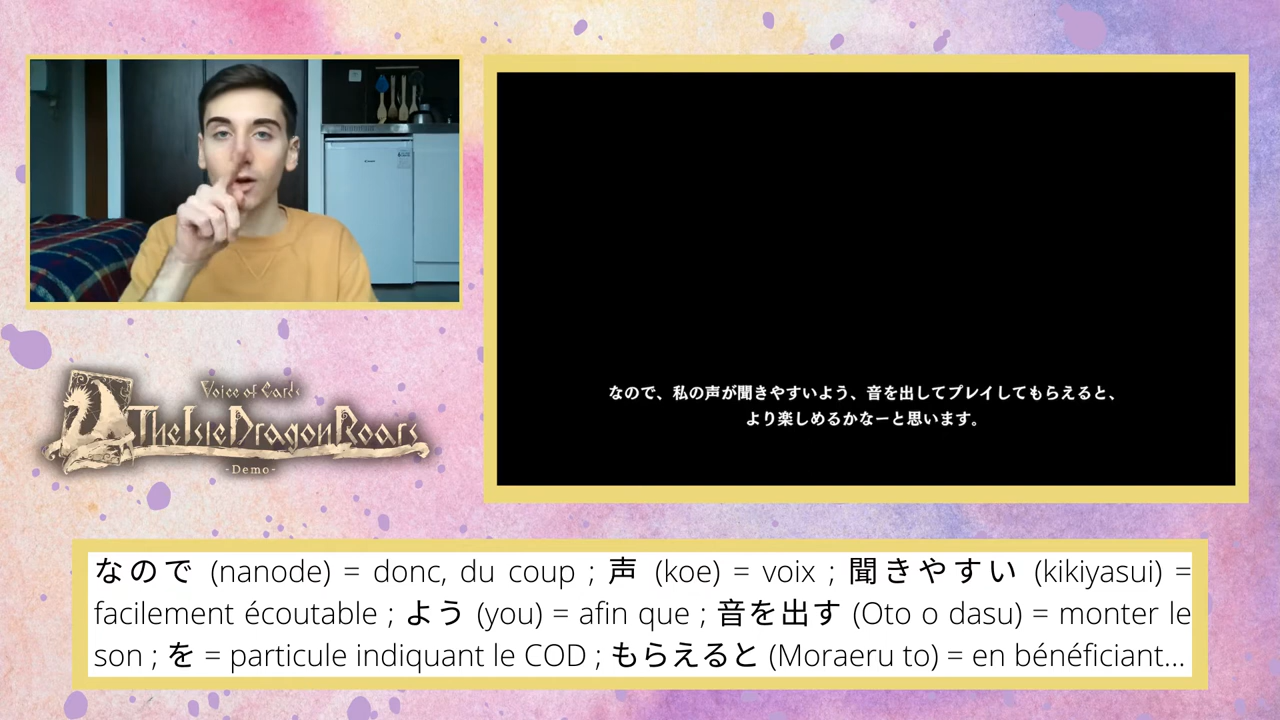 Voice of Cards
The Isle Dragon Roars
-Demo-
なので、私の声が聞きやすいよう、音を出してプレイしてもらえると、
より楽しめるかなーと思います。
なので (nanode) = donc, du coup ; 声 (koe) = voix ; 聞きやすい (kikiyasui) =
facilement écoutable ; よう (you) = afin que ; 音を出す (Oto o dasu) = monter le
son ; を = particule indiquant le COD ; もらえると (Moraeru to) = en bénéficiant...